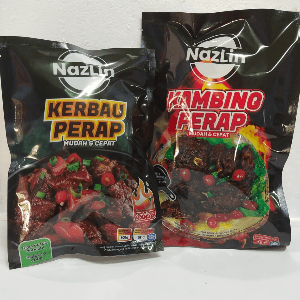 NazLin
KERBAU
PERAP
MUDAH & CEPAT
NazLin
KAMBING
PERAP
MUDAH & CEPAT